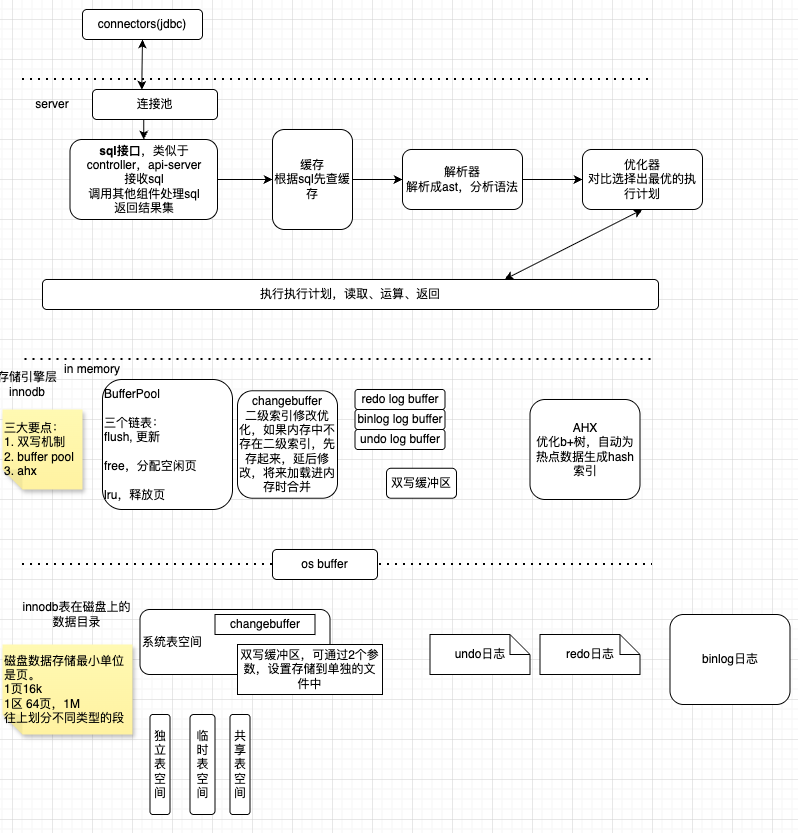 connectors(jdbc)
server
连接池
sql接口，类似于
controller，api-server
接收sql
调用其他组件处理sql
返回结果集
缓存
根据sql先查缓
存
解析器
解析成ast，分析语法
优化器
对比选择出最优的执
行计划
执行执行计划，读取、运算、返回
存储引擎层
innodb
in memory
三大要点：
1. 双写机制
2. buffer pool
3. ahx
BufferPool
三个链表：
flush, 更新
free，分配空闲页
lru，释放页
changebuffer
二级索引修改优
化，如果内存中不
存在二级索引，先
存起来，延后修
改，将来加载进内
存时合并
redo log buffer
binlog log buffer
undo log buffer
双写缓冲区
AHX
优化b+树，自动为
热点数据生成hash
索引
os buffer
innodb表在磁盘上的
数据目录
磁盘数据存储最小单位
是页。
1页16k
1区 64页，1M
往上划分不同类型的段
系统表空间
changebuffer
双写缓冲区，可通过2个参
数，设置存储到单独的文
件中
undo日志
redo日志
binlog日志
独立表空间
临时表空间
共享表空间